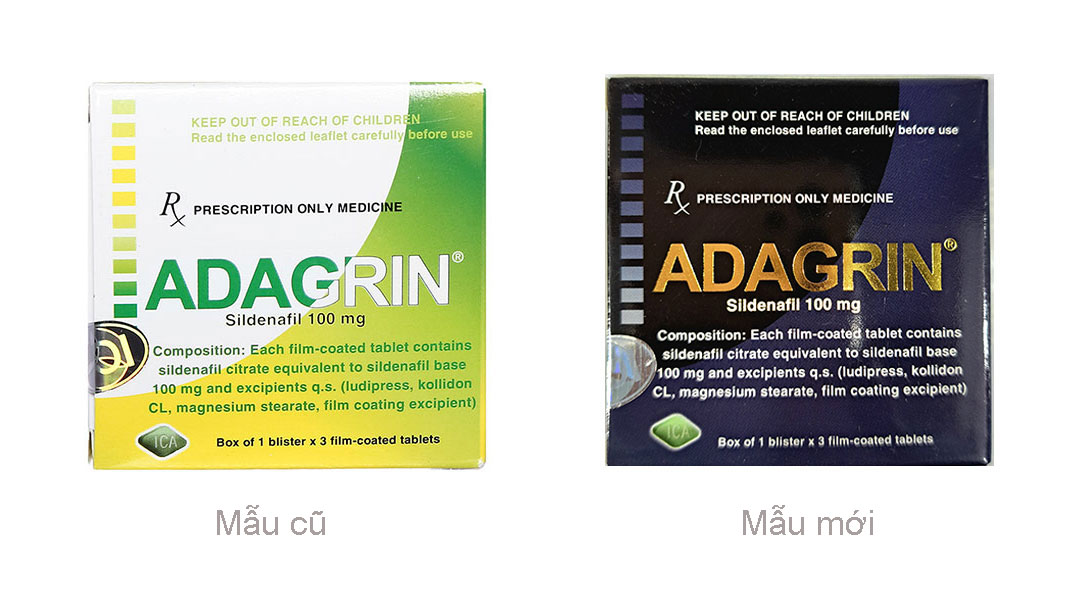 KEEP OUT OF REACH OF CHILDREN
Read the enclosed leaflet carefully before use
Rx PRESCRIPTION ONLY MEDICINE
ADAGRIN®
Sildenafil 100 mg
Composition: Each film-coated tablet contains
sildenafil citrate equivalent to sildenafil base
100 mg and excipients q.s. (ludipress, kollidon
CL, magnesium stearate, film coating excipient)
ICA
Box of 1 blister x 3 film-coated tablets
Mẫu cũ
KEEP OUT OF REACH OF CHILDREN
Read the enclosed leaflet carefully before use
Rx PRESCRIPTION ONLY MEDICINE
ADAGRIN®
Sildenafil 100 mg
Composition: Each film-coated tablet contains
sildenafil citrate equivalent to sildenafil base
100 mg and excipients q.s. (ludipress, kollidon
CL, magnesium stearate, film coating excipient)
ICA
Box of 1 blister x 3 film-coated tablets
Mẫu mới